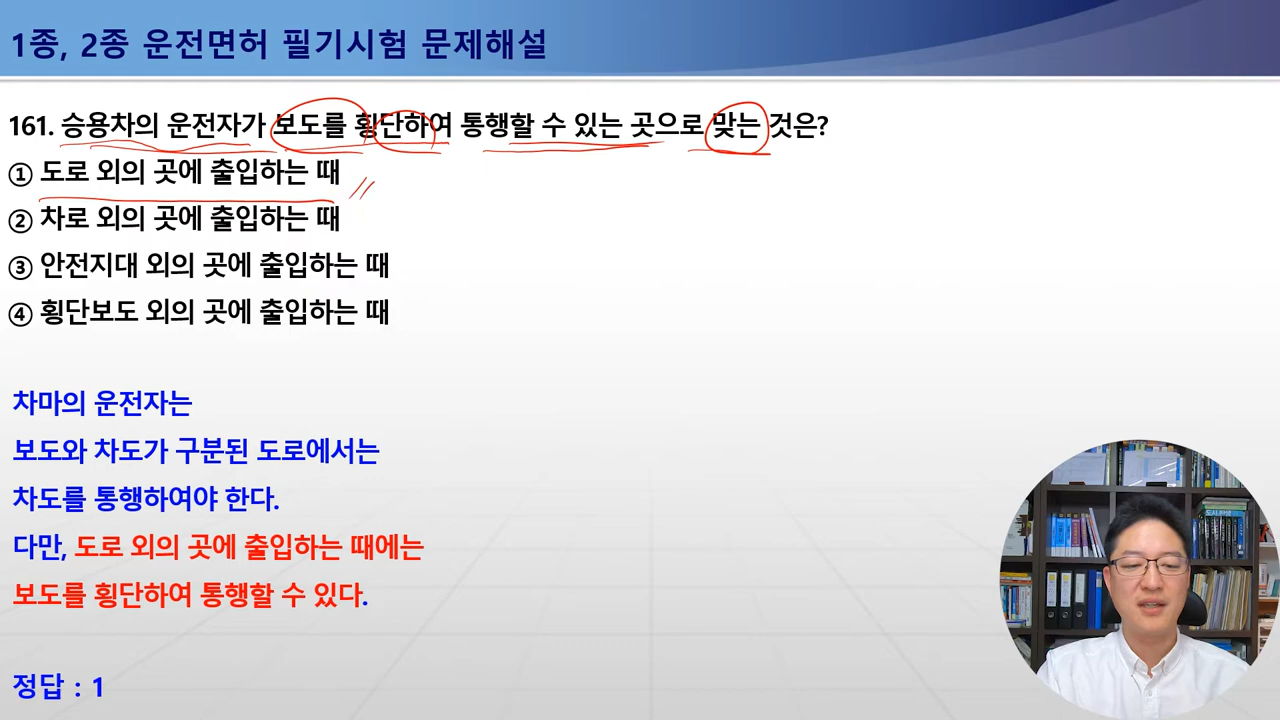 1종, 2종 운전면허 필기시험 문제해설
161. 승용차의 운전자가 보도를 횡단하여 통행할 수 있는 곳으로 맞는 것은?
① 도로 외의 곳에 출입하는 때
② 차로 외의 곳에 출입하는 때
③ 안전지대 외의 곳에 출입하는 때
④ 횡단보도 외의 곳에 출입하는 때
차마의 운전자는
보도와 차도가 구분된 도로에서는
차도를 통행하여야 한다.
다만, 도로 외의 곳에 출입하는 때에는
보도를 횡단하여 통행할 수 있다.
정답 : 1